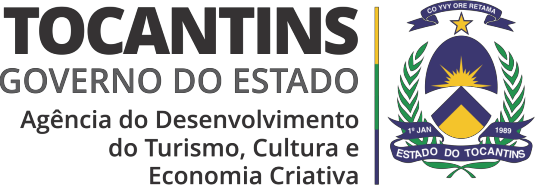 TOCANTINS
GOVERNO DO ESTADO
Agência do Desenvolvimento
do Turismo, Cultura e
Economia Criativa
CO YVY ORE RETAMA
1º JAN 1989
ESTADO DO TOCANTINS